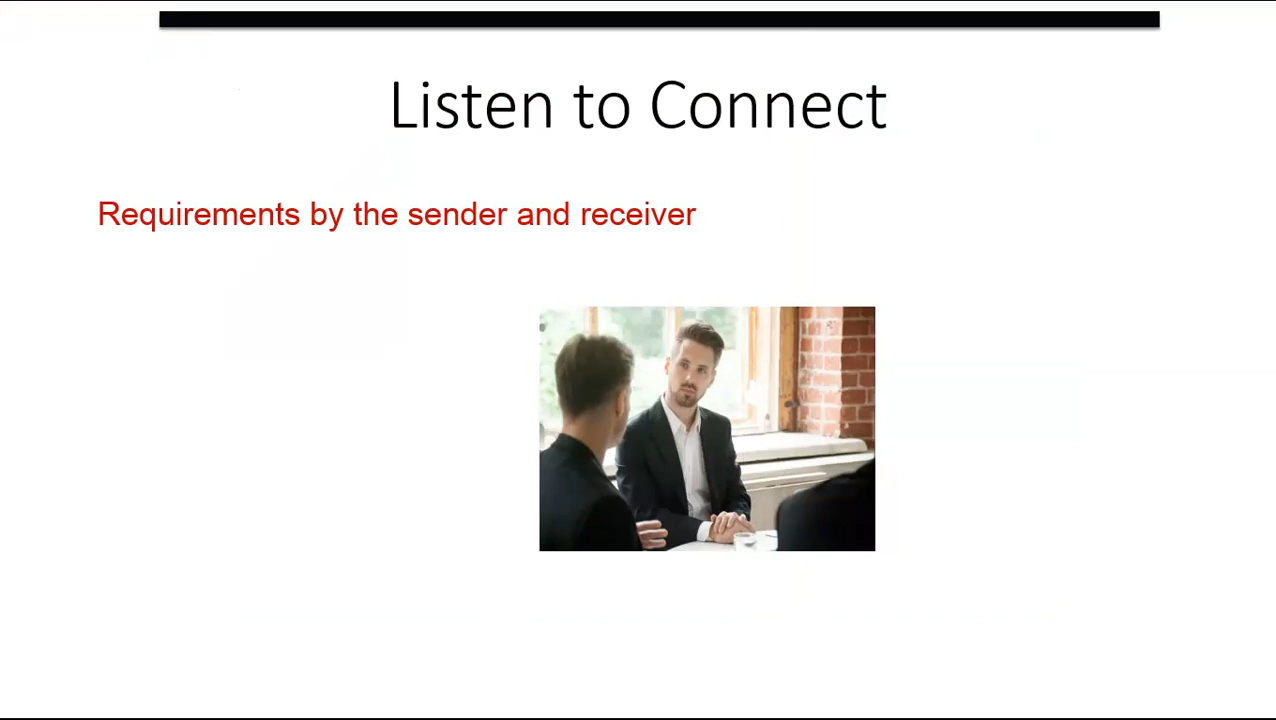 Listen to Connect
Requirements by the sender and receiver